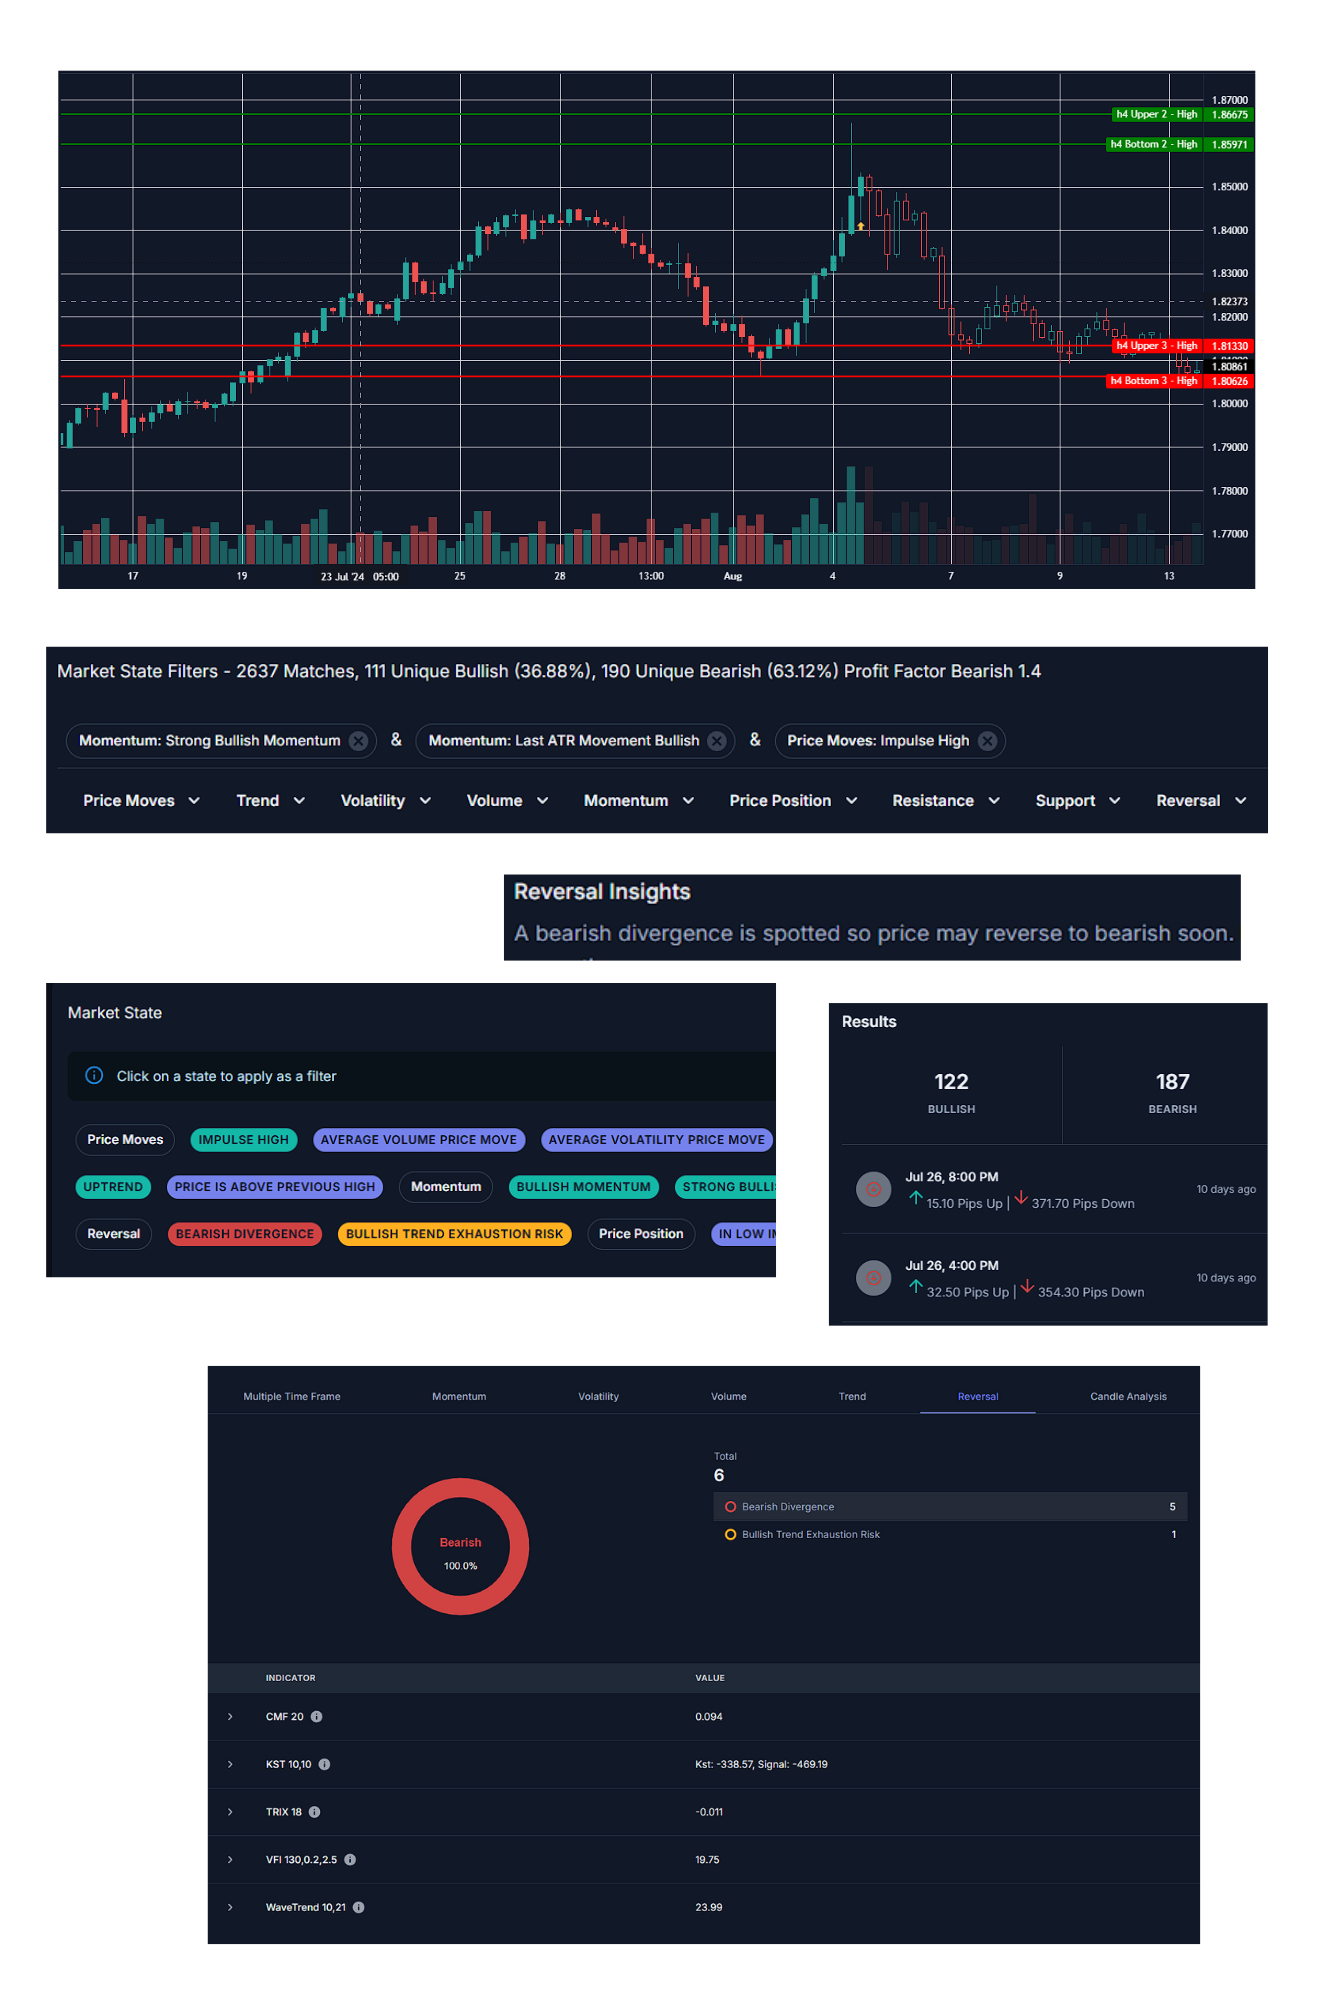 1.87000
h4 Upper 2 - High 1.86675
h4 Bottom 2 - High 1.85971
1.85000
1.84000
1.83000
1.82373
1.82000
h4 Upper 3 - High 1.81330
1.80861
h4 Bottom 3 - High 1.80626
1.80000
1.79000
1.78000
1.77000
17 19 23 Jul '24 05:00 25 28 13:00 Aug 4 7 9 13
Market State Filters - 2637 Matches, 111 Unique Bullish (36.88%), 190 Unique Bearish (63.12%) Profit Factor Bearish 1.4
Momentum: Strong Bullish Momentum & Momentum: Last ATR Movement Bullish & Price Moves: Impulse High
Price Moves Trend Volatility Volume Momentum Price Position Resistance Support Reversal
Reversal Insights
A bearish divergence is spotted so price may reverse to bearish soon.
Market State
Click on a state to apply as a filter
Price Moves IMPULSE HIGH AVERAGE VOLUME PRICE MOVE AVERAGE VOLATILITY PRICE MOVE
UPTREND PRICE IS ABOVE PREVIOUS HIGH Momentum BULLISH MOMENTUM STRONG
Reversal BEARISH DIVERGENCE BULLISH TREND EXHAUSTION RISK Price Position IN LOW
Results
122 187
BULLISH BEARISH
Jul 26, 8:00 PM
15.10 Pips Up | 371.70 Pips Down
10 days ago
Jul 26, 4:00 PM
32.50 Pips Up | 354.30 Pips Down
10 days ago
Multiple Time Frame Momentum Volatility Volume Trend Reversal Candle Analysis
Total
6
Bearish Divergence 5
Bullish Trend Exhaustion Risk 1
Bearish
100.0%
INDICATOR VALUE
CMF 20 0.094
KST 10,10 Kst: -338.57, Signal: -469.19
TRIX 18 -0.011
VFI 130,0.2,2.5 19.75
WaveTrend 10,21 23.99